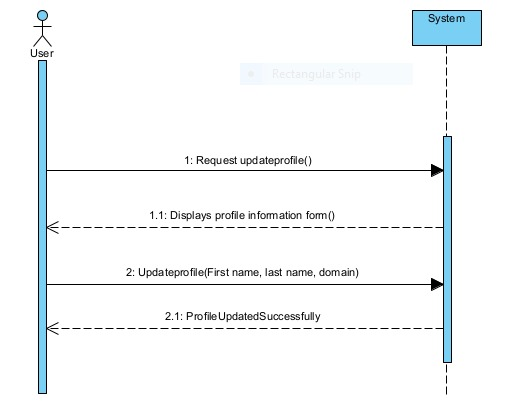 System
User
Rectangular Snip
1: Request updateprofile()
1.1: Displays profile information form()
2: Updateprofile(First name, last name, domain)
2.1: ProfileUpdatedSuccessfully